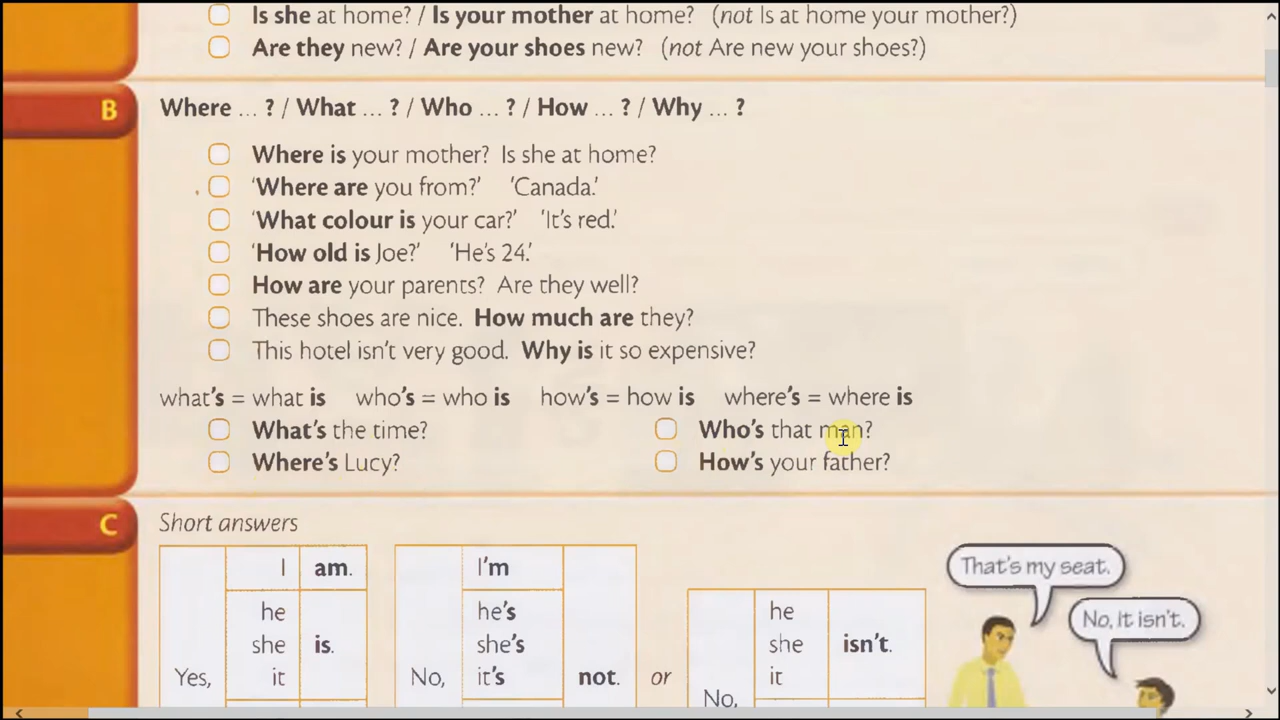 Is she at home? / Is your mother at home? (not Is at home your mother?)
Are they new? / Are your shoes new? (not Are new your shoes?)
B
Where ... ? / What ... ? / Who ... ? / How ... ? / Why ... ?
Where is your mother? Is she at home?
'Where are you from?' 'Canada.'
'What colour is your car?' 'It's red.'
'How old is Joe?' 'He's 24.'
How are your parents? Are they well?
These shoes are nice. How much are they?
This hotel isn't very good. Why is it so expensive?
what's = what is who's = who is how's = how is where's = where is
What's the time? Who's that man?
Where's Lucy? How's your father?
C
Short answers
I am.
he
she is.
it
Yes,
I'm
he's
she's
it's
No, not. or
he
she isn't.
it
No,
That's my seat.
No, it isn't.